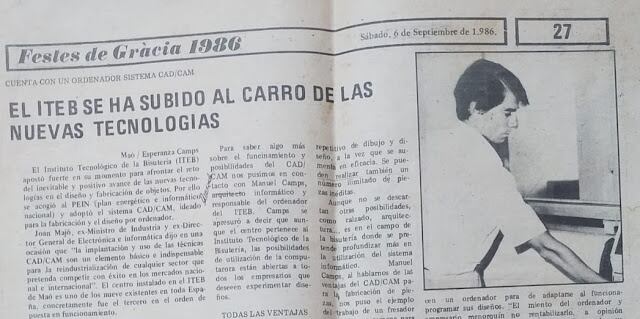 Festes de Gràcia 1986
Sábado, 6 de Septiembre de 1.986.
27
CUENTA CON UN ORDENADOR SISTEMA CAD/CAM
EL ITEB SE HA SUBIDO AL CARRO DE LAS
NUEVAS TECNOLOGIAS
Mao / Esperanza Camps
El Instituto Tecnológico de la Bisutería (ITEB)
apostó fuerte en su momento para afrontar el reto
del inevitable y positivo avance de las nuevas tecno-
logías en el diseño y fabricación de objetos. Por ello
se acogió al PEIN (plan energético e informático
nacional) y adoptó el sistema CAD/CAM, ideado
para la fabricación y el diseño por ordenador.
Joan Majó, ex-Ministro de Industria y ex-Direc-
tor General de Electrónica e informática dijo en una
ocasión que "la implantación y uso de las técnicas
CAD/CAM son un elemento básico e indispensable
para la reindustrialización de cualquier sector que
pretenda competir con éxito en los mercados nacio-
nal e internacional". El centro instalado en el ITEB
de Maó es uno de los nueve existentes en toda Espa-
ña, concretamente fue el tercero en el orden de
puesta en funcionamiento.
Para saber algo más
sobre el funcinamiento y
posibilidades del CAD/
CAM nos pusimos en con-
tacto con Manuel Camps,
arquitecto informático y
responsable del ordenador
del ITEB. Camps se
apresuró a decir que aun-
que el centro pertenece al
Instituto Tecnológico de la
Bisutería, las posibilidades
de utilización de la compu-
tarora están abiertas a to-
dos los empresarios que
deseen experimentar dise-
ños.
TODAS LAS VENTAJAS
repetitivo de dibujo y di-
seño, a la vez que se au-
menta en eficacia. Se pue-
den realizar también un
número ilimitado de pie-
zas inéditas.
Aunque no se descar-
tan otras posibilidades,
como calzado, arquitec-
tura... es en el campo de
la bisutería donde se pre-
tende profundizar más en
la utilización del sistema
informático. Manuel
Camps, al hablarnos de las
ventajas del CAD/CAM pa-
ra la fabricación de pie-
zas, nos puso el ejemplo
del trabajo de un fresador
cen un ordenador para
programar sus diseños. "El
empresario menorquín no
de adaptarse al funciona-
miento del ordenador y
rentabilizarlo, a opinión